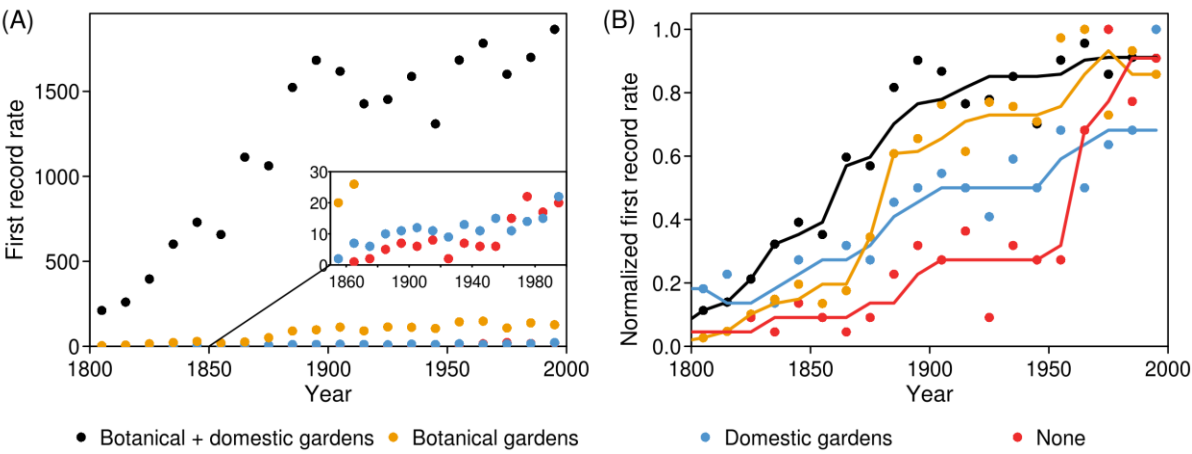 (A)
First record rate
1500
1000
500
0
30
20
10
0
1860 1900 1940 1980
1800 1850 1900 1950 2000
Year
(B)
Normalized first record rate
1.0
0.8
0.6
0.4
0.2
0.0
1800 1850 1900 1950 2000
Year
Botanical + domestic gardens Botanical gardens Domestic gardens None